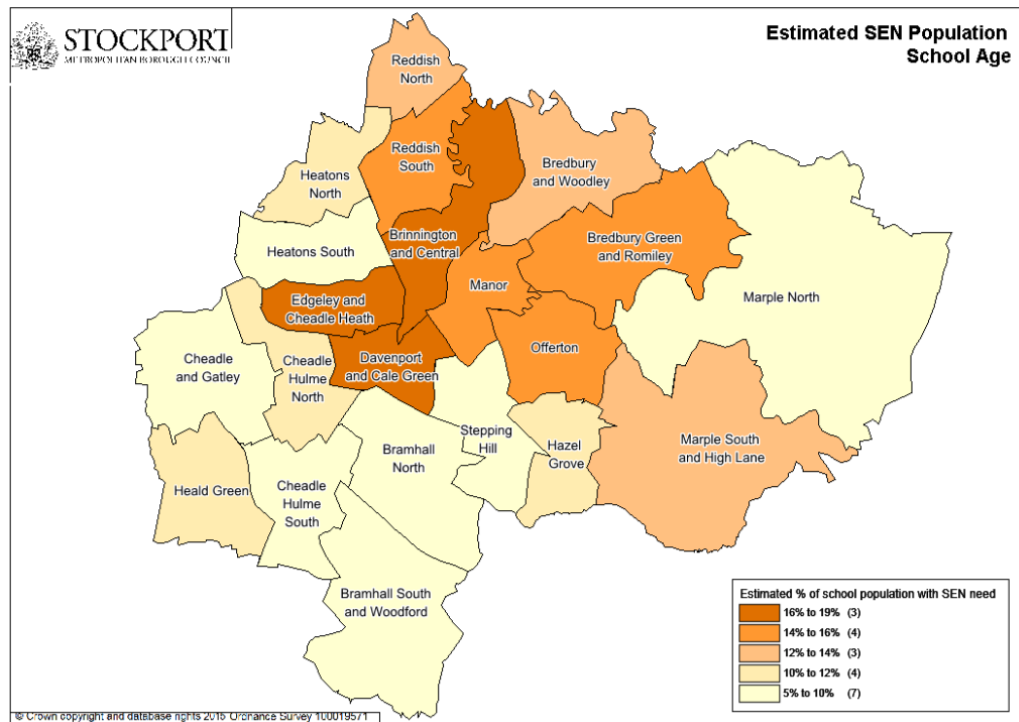 STOCKPORT
METROPOLITAN BOROUGH COUNCIL
Estimated SEN Population
School Age
Reddish
North
Reddish
South
Heatons
North
Bredbury
and Woodley
Brinnington
and Central
Bredbury Green
and Romiley
Heatons South
Manor
Marple North
Edgeley and
Cheadle Heath
Offerton
Cheadle
and Gatley
Cheadle
Hulme
North
Davenport
and Cale Green
Stepping
Hill
Bramhall
North
Hazel
Grove
Marple South
and High Lane
Heald Green
Cheadle
Hulme
South
Bramhall South
and Woodford
Estimated % of school population with SEN need
16% to 19% (3)
14% to 16% (4)
12% to 14% (3)
10% to 12% (4)
5% to 10% (7)
© Crown copyright and database rights 2015 Ordnance Survey 100019571